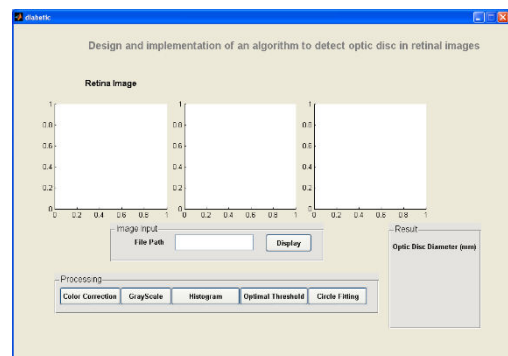 diabetic
Design and implementation of an algorithm to detect optic disc in retinal images
Retina Image
1 1 1
0.8 0.8 0.8
0.6 0.6 0.6
0.4 0.4 0.4
0.2 0.2 0.2
0 0 0
0 0.2 0.4 0.6 0.8 1 0 0.2 0.4 0.6 0.8 1 0 0.2 0.4 0.6 0.8 1
Image Input Result
File Path Display Optic Disc Diameter (mm)
Processing
Color Correction GrayScale Histogram Optimal Threshold Circle Fitting